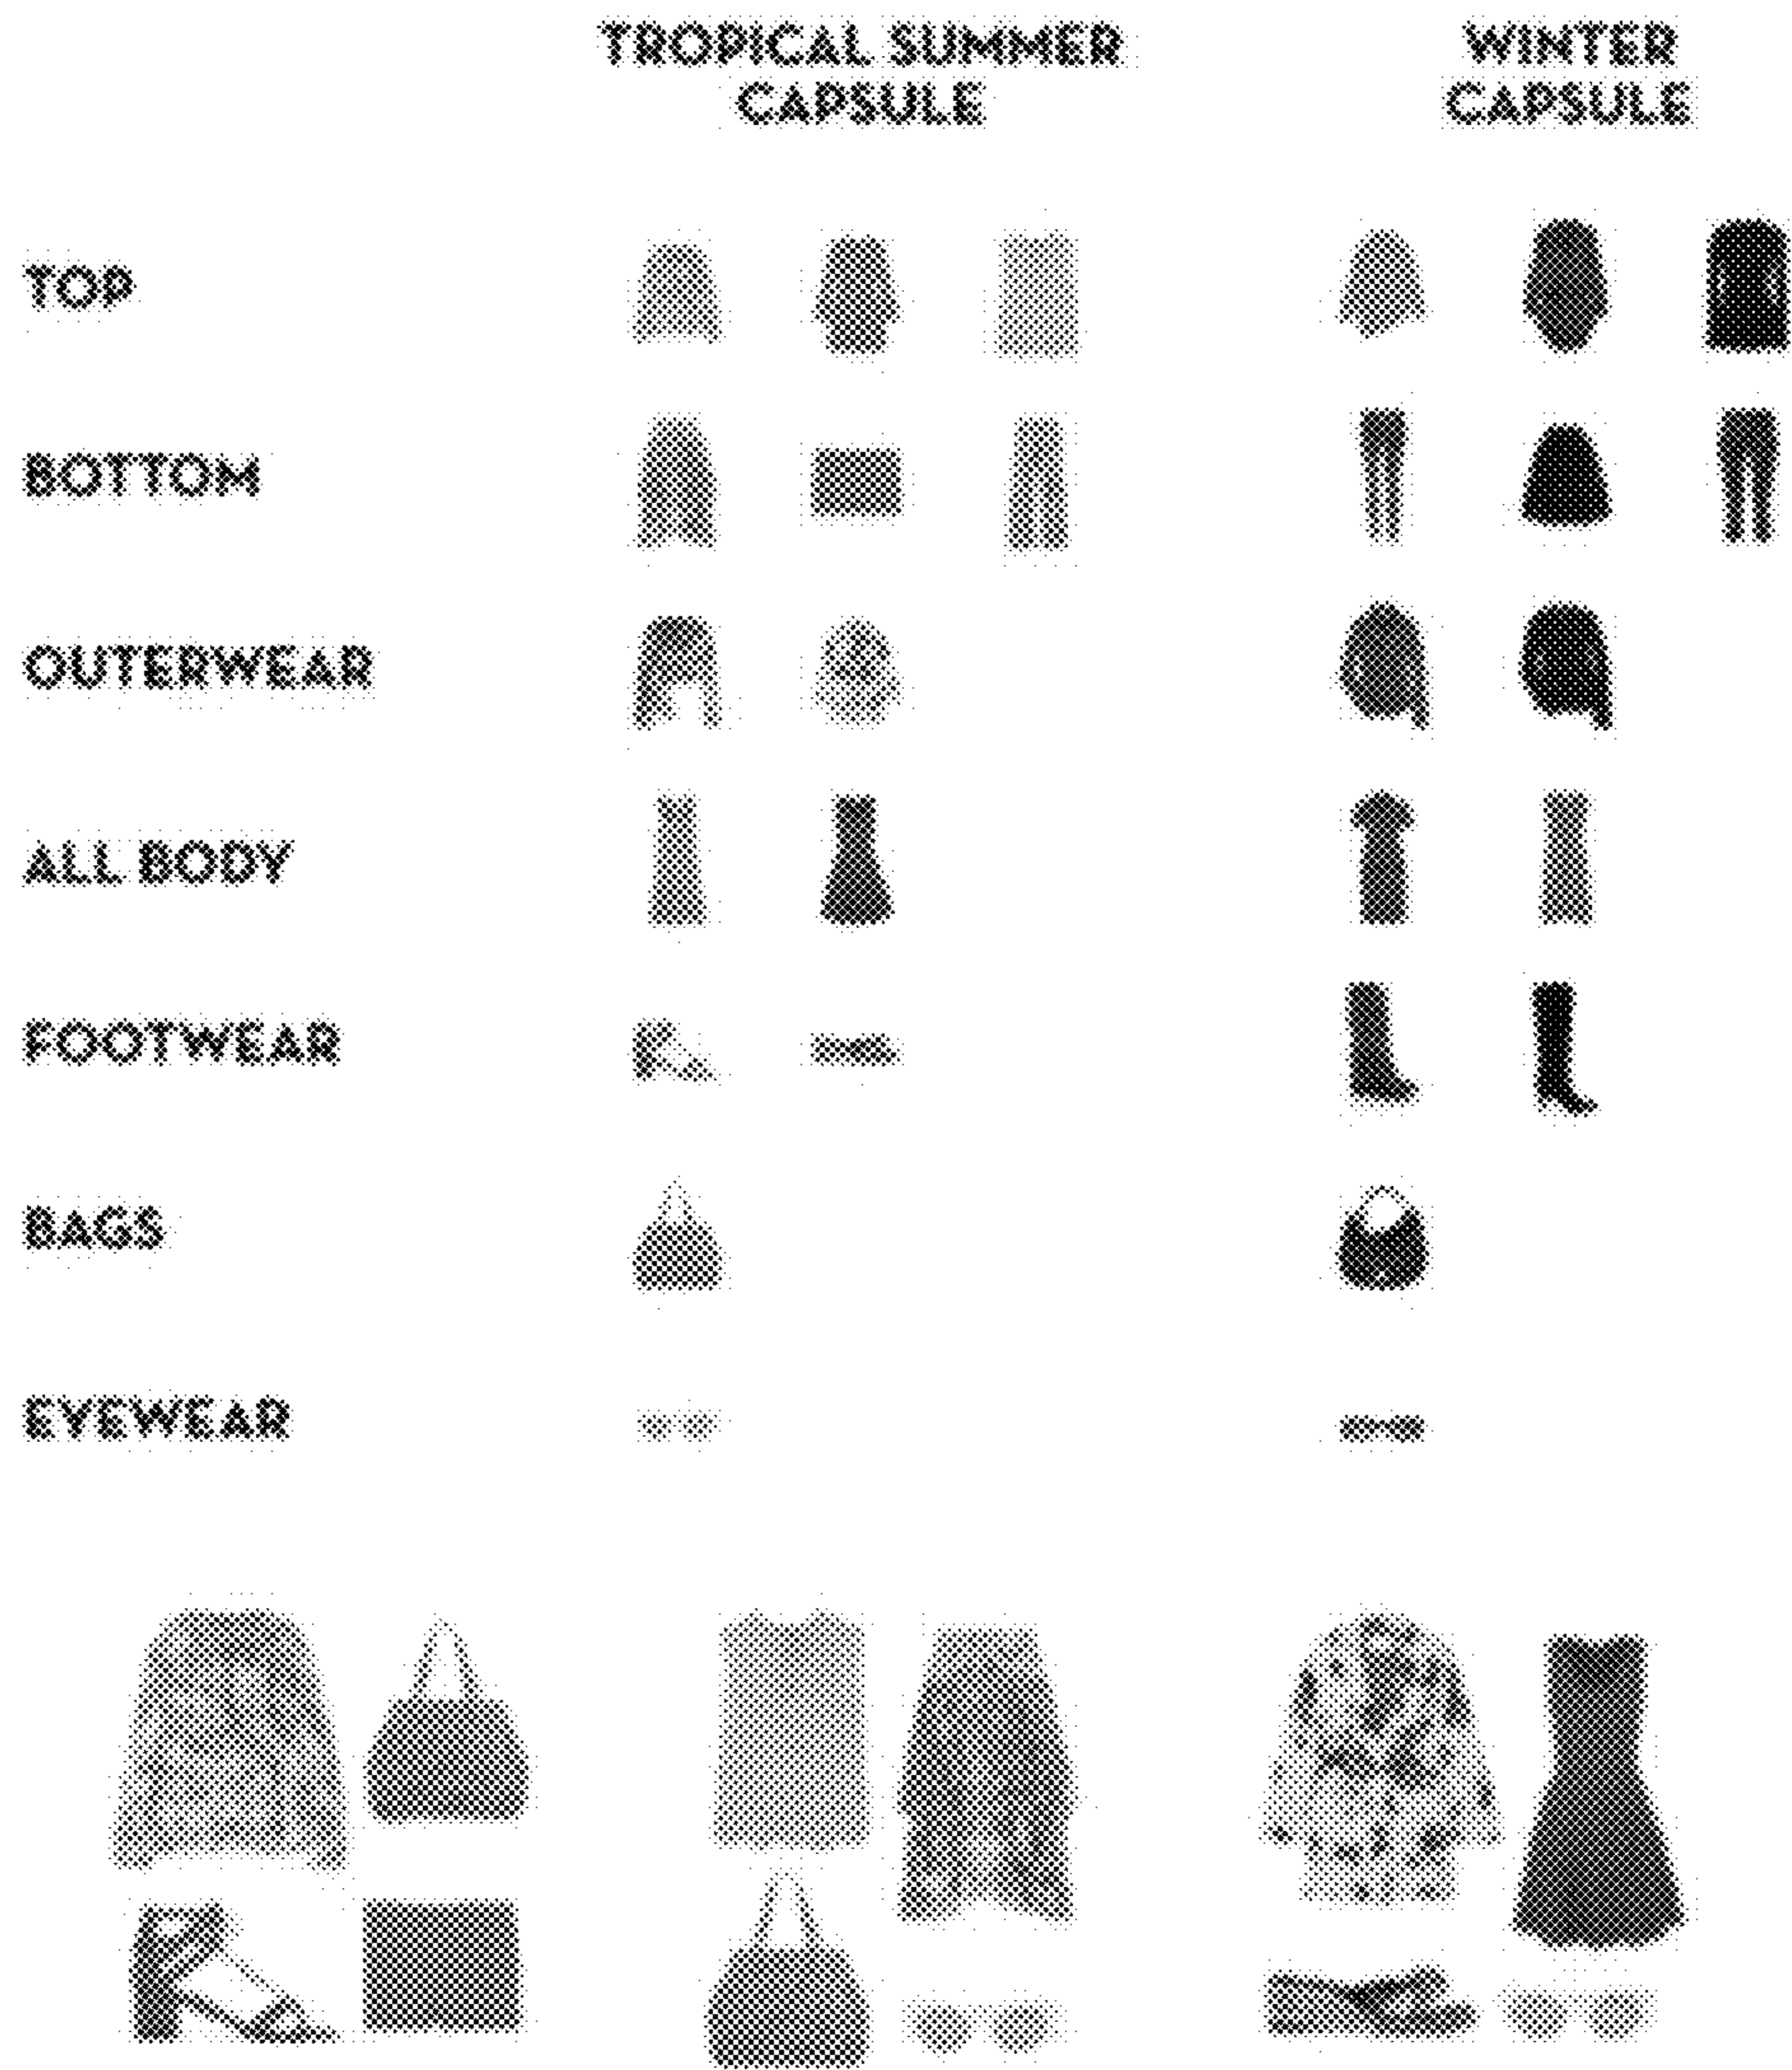 TROPICAL SUMMER
CAPSULE
WINTER
CAPSULE
TOP
BOTTOM
OUTERWEAR
ALL BODY
FOOTWEAR
BAGS
EYEWEAR